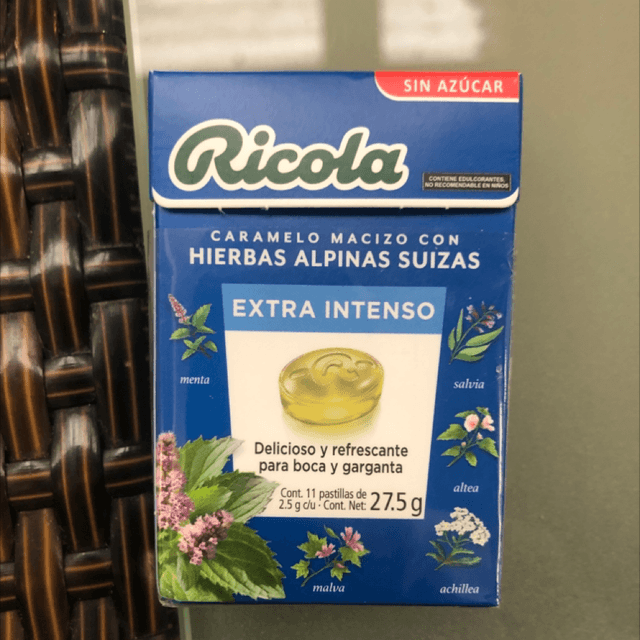 SIN AZÚCAR
Ricola
CONTIENE EDULCORANTES,
NO RECOMENDABLE EN NIÑOS
CARAMELO MACIZO CON
HIERBAS ALPINAS SUIZAS
EXTRA INTENSO
menta
salvia
Delicioso y refrescante
para boca y garganta
altea
Cont. 11 pastillas de
2.5 g c/u · Cont. Net: 27.5 g
malva
achillea